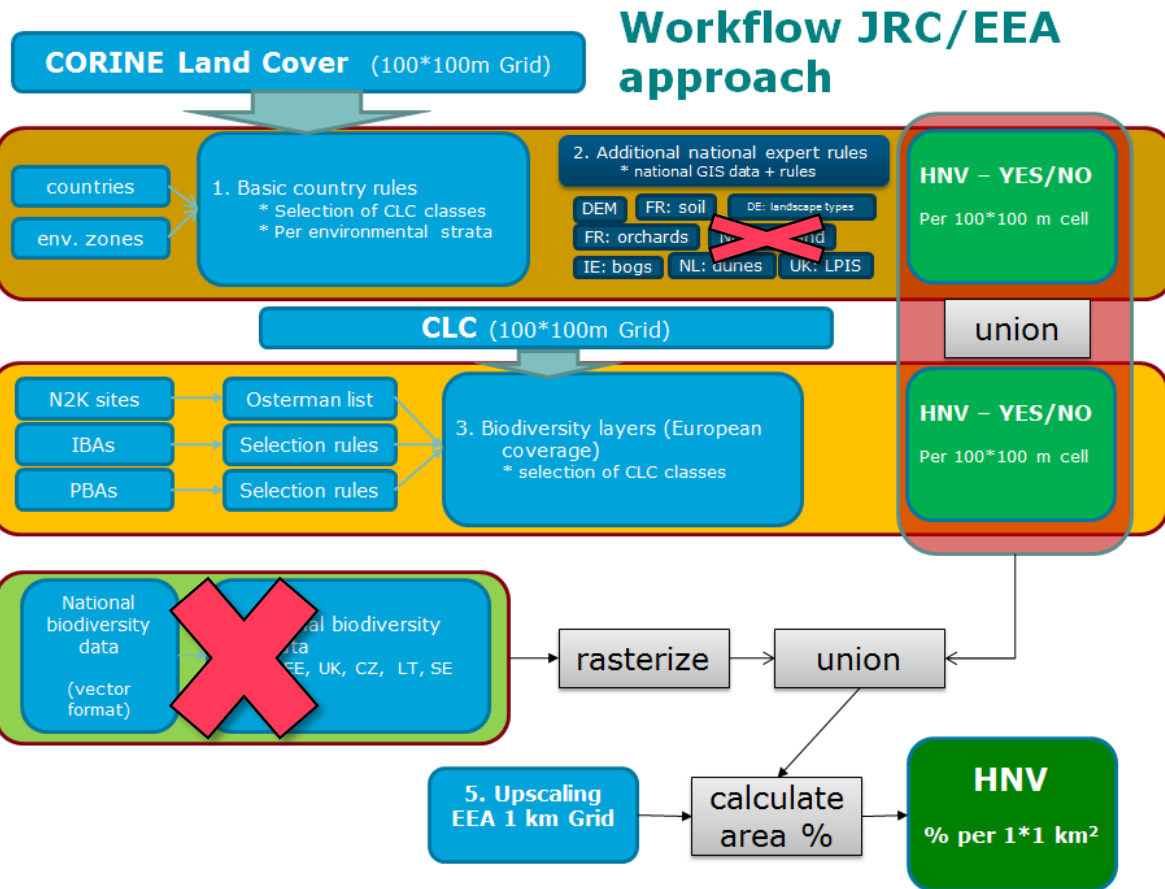 Workflow JRC/EEA
approach
CORINE Land Cover (100*100m Grid)
countries
env. zones
1. Basic country rules
* Selection of CLC classes
* Per environmental strata
2. Additional national expert rules
* national GIS data + rules
DEM
FR: soil
DE: landscape types
FR: orchards
IE: bogs
NL: dunes
UK: LPIS
HNV – YES/NO
Per 100*100 m cell
CLC (100*100m Grid)
union
N2K sites
Osterman list
IBAs
Selection rules
PBAs
Selection rules
3. Biodiversity layers (European
coverage)
* selection of CLC classes
HNV – YES/NO
Per 100*100 m cell
National
biodiversity
data
(vector
format)
biodiversity
UK, CZ, LT, SE
rasterize
union
5. Upscaling
EEA 1 km Grid
calculate
area %
HNV
% per 1*1 km²